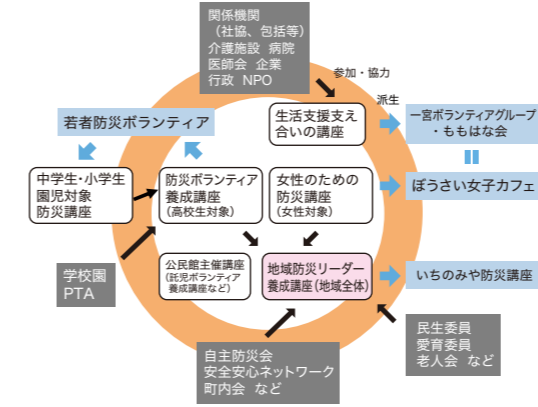 関係機関
（社協、包括等）
介護施設 病院
医師会 企業
行政 NPO
参加・協力
派生
生活支援支え
合いの講座
一宮ボランティアグループ
・ももはな会
若者防災ボランティア
中学生・小学生
園児対象
防災講座
防災ボランティア
養成講座
（高校生対象）
女性のための
防災講座
（女性対象）
ぼうさい女子カフェ
公民館主催講座
（託児ボランティア
養成講座など）
地域防災リーダー
養成講座（地域全体）
いちのみや防災講座
学校園
PTA
自主防災会
安全安心ネットワーク
町内会 など
民生委員
愛育委員
老人会 など